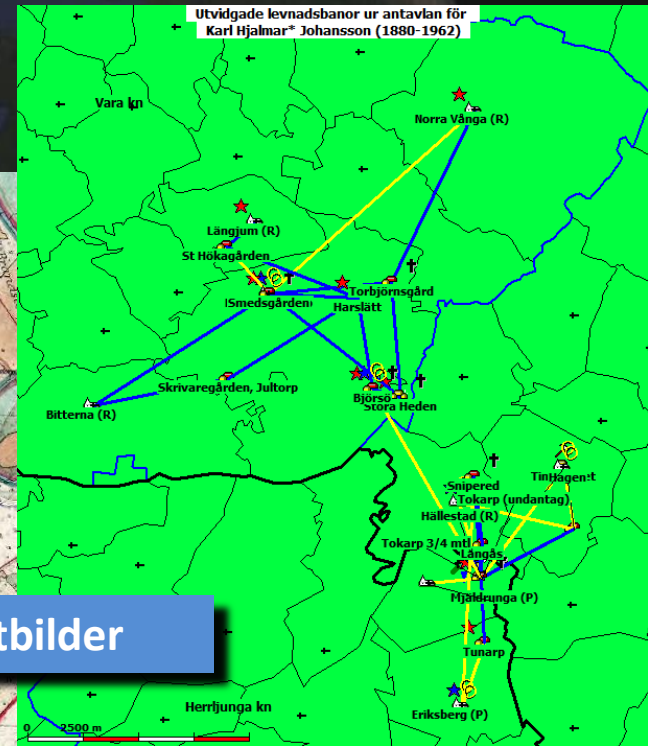 Utvidgade levnadsbanor ur antavlan för
Karl Hjalmar* Johansson (1880-1962)
Vara kn
Norra Vånga (R)
Längjum (R)
St Hökagården
Smedsgården
Torbjörnsgård
Harslätt
Skrivaregården, Jultorp
Björsö
Stora Heden
Bitterna (R)
Snipered
Tokarp (undantag)
Hällestad (R)
Tokarp 3/4 mtl
Långås
Mjäldrunga (P)
tbilder
Tunarp
Herrljunga kn
Eriksberg (P)
0 2500 m